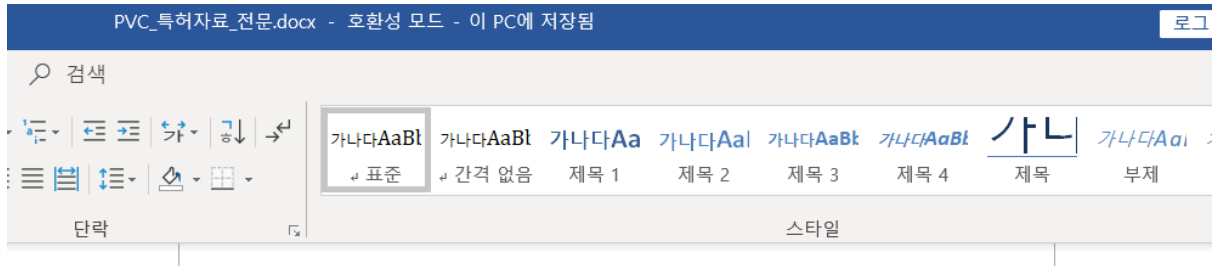 PVC_특허자료_전문.docx - 호환성 모드 - 이 PC에 저장됨
로그
검색
가나다AaBb 가나다AaBb 가나다Aa 가나다Aal 가나다AaBb 가나다AaBb 가나 가나다Aa
표준 간격 없음 제목 1 제목 2 제목 3 제목 4 제목 부제
단락
스타일